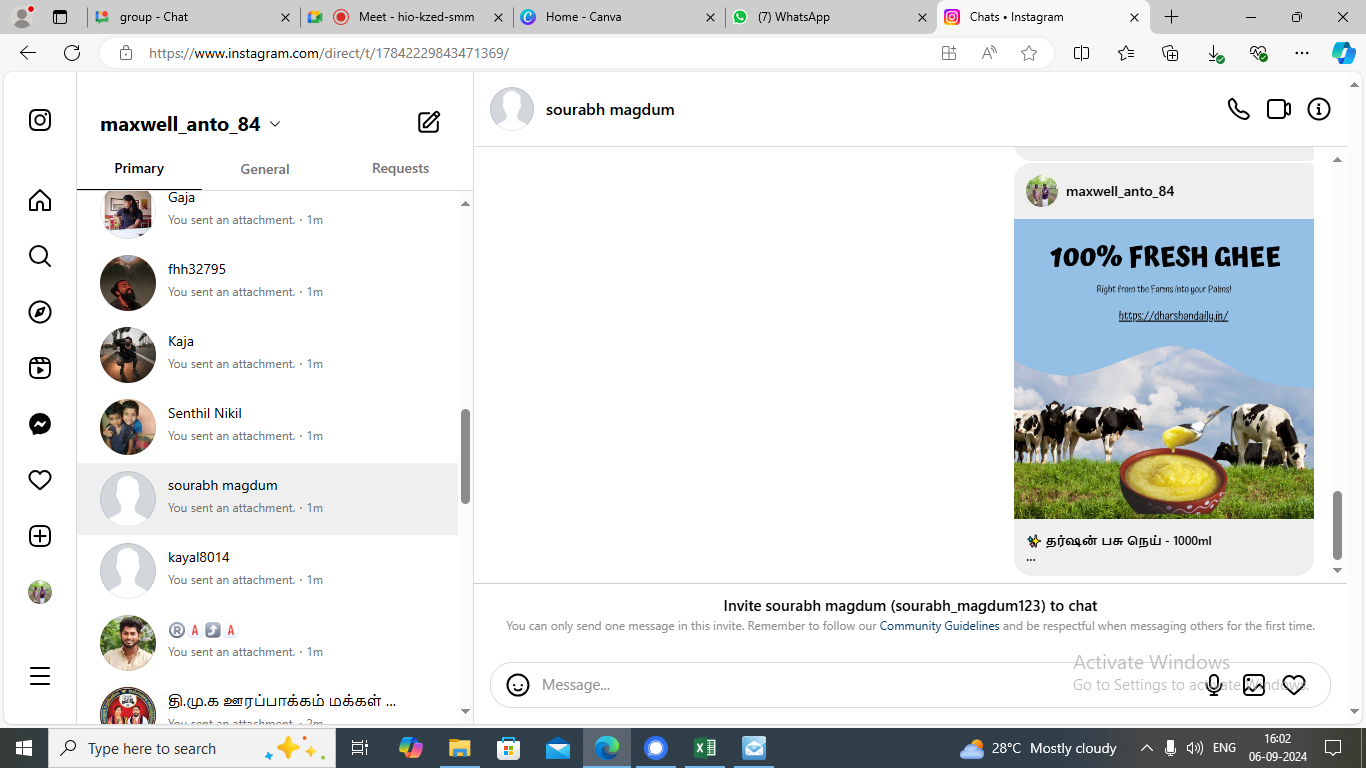 group - Chat
Meet - hio-kzed-smm
Home - Canva
(7) WhatsApp
Chats • Instagram
https://www.instagram.com/direct/t/17842229843471369/
maxwell_anto_84
Primary
General
Requests
Gaja
You sent an attachment. · 1m
fhh32795
You sent an attachment. · 1m
Kaja
You sent an attachment. · 1m
Senthil Nikil
You sent an attachment. · 1m
sourabh magdum
You sent an attachment. · 1m
kayal8014
You sent an attachment. · 1m
®️ 🅰 ⤴️ 🅰
You sent an attachment. · 1m
தி.மு.க ஊரப்பாக்கம் மக்கள் ...
You sent an attachment. · 2m
sourabh magdum
maxwell_anto_84
100% FRESH GHEE
Right from the Farms into your Palms!
https://dharshandaily.in/
✨ தர்ஷன் பசு நெய் - 1000ml
...
Invite sourabh magdum (sourabh_magdum123) to chat
You can only send one message in this invite. Remember to follow our Community Guidelines and be respectful when messaging others for the first time.
Activate Windows
Go to Settings to activate Windows.
Message...
Type here to search
28°C Mostly cloudy
ENG
16:02
06-09-2024